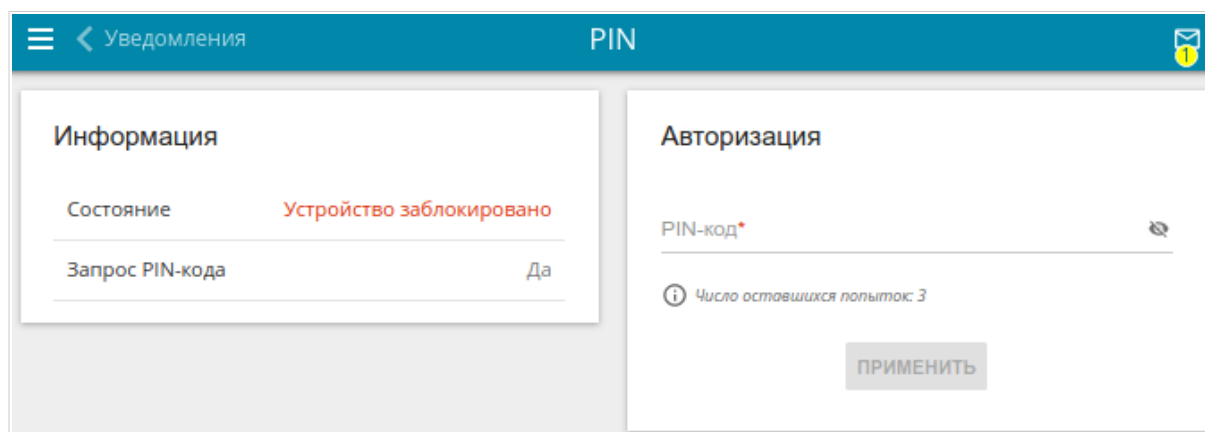 Уведомления
PIN
1
Информация
Состояние Устройство заблокировано
Запрос PIN-кода Да
Авторизация
PIN-код*
Число оставшихся попыток: 3
ПРИМЕНИТЬ